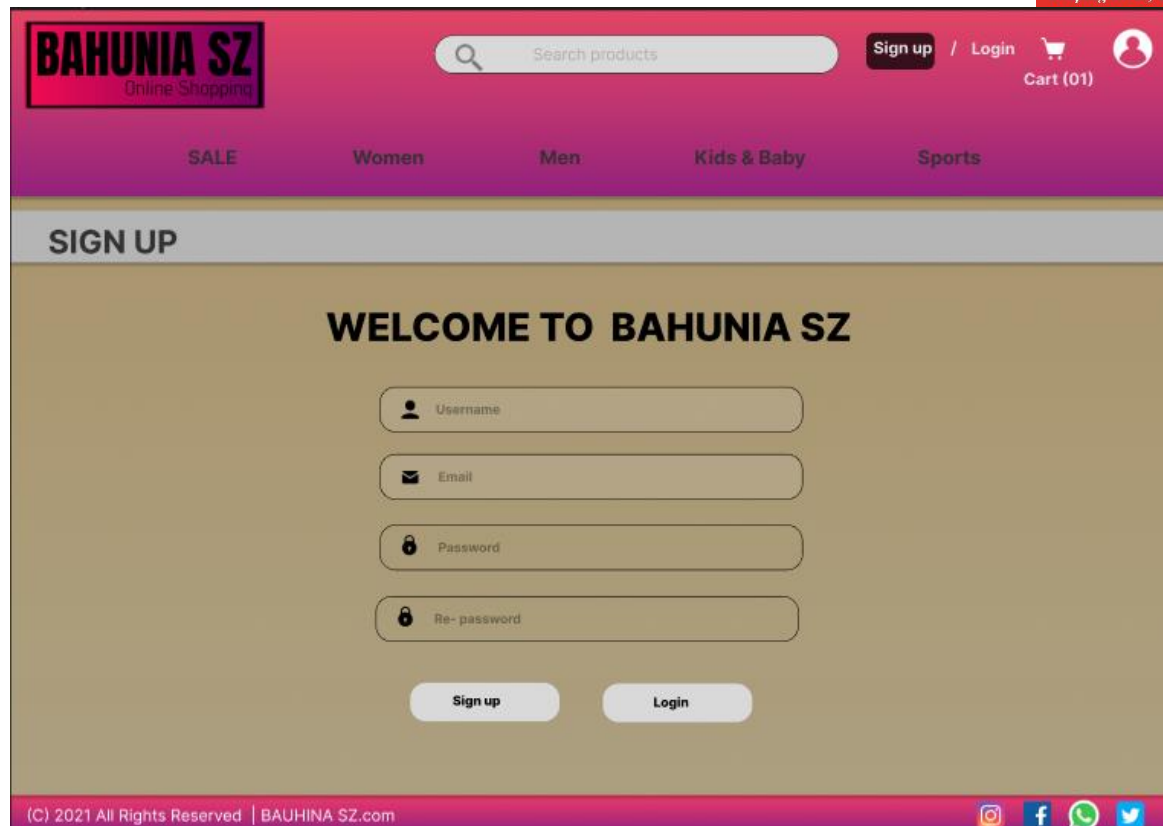 BAHUNIA SZ
Online Shopping
Search products
Sign up / Login
Cart (01)
SALE Women Men Kids & Baby Sports
SIGN UP
WELCOME TO BAHUNIA SZ
Username
Email
Password
Re- password
Sign up Login
(C) 2021 All Rights Reserved | BAUHINA SZ.com